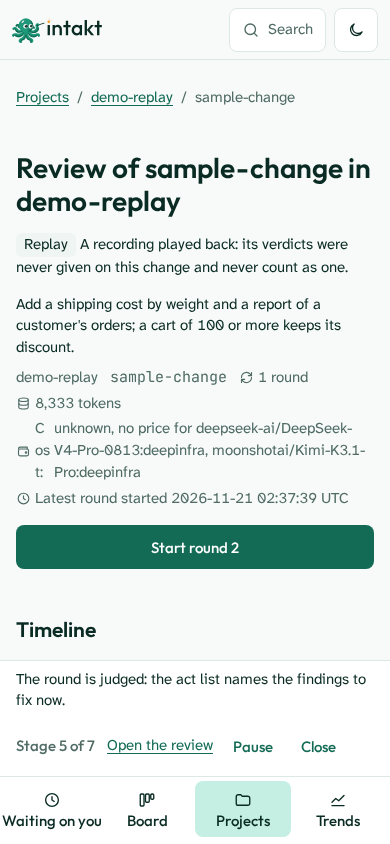 intakt
Search
Projects / demo-replay / sample-change
Review of sample-change in
demo-replay
Replay A recording played back: its verdicts were
never given on this change and never count as one.
Add a shipping cost by weight and a report of a
customer's orders; a cart of 100 or more keeps its
discount.
demo-replay sample-change 1 round
8,333 tokens
C unknown, no price for deepseek-ai/DeepSeek-
os V4-Pro-0813:deepinfra, moonshotai/Kimi-K3.1-
t: Pro:deepinfra
Latest round started 2026-11-21 02:37:39 UTC
Start round 2
Timeline
The round is judged: the act list names the findings to
fix now.
Stage 5 of 7 Open the review Pause Close
Waiting on you Board Projects Trends